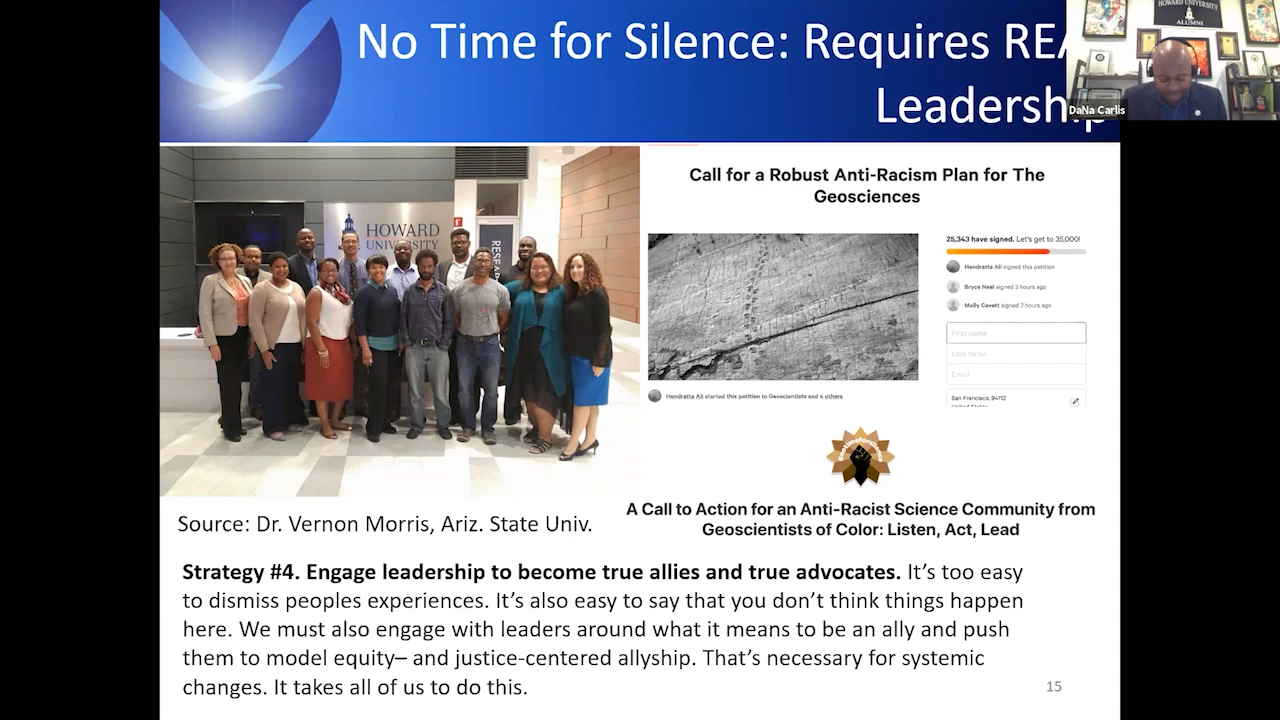 No Time for Silence: Requires REA
Leadership
HOWARD UNIVERSITY
ALUMNI
DaNa Carlis
HOWARD
UNIVERSITY
RESEAR
Call for a Robust Anti-Racism Plan for The
Geosciences
25,343 have signed. Let's get to 35,000!
Hendratta Ali signed this petition
Bryce Neal signed 3 hours ago
Molly Cavett signed 7 hours ago
First name
Last name
Email
San Francisco, 94112
United States
Hendratta Ali started this petition to Geoscientists and 4 others
#notimeforsilence
A Call to Action for an Anti-Racist Science Community from
Geoscientists of Color: Listen, Act, Lead
Source: Dr. Vernon Morris, Ariz. State Univ.
Strategy #4. Engage leadership to become true allies and true advocates. It's too easy
to dismiss peoples experiences. It's also easy to say that you don't think things happen
here. We must also engage with leaders around what it means to be an ally and push
them to model equity– and justice-centered allyship. That's necessary for systemic
changes. It takes all of us to do this.
15